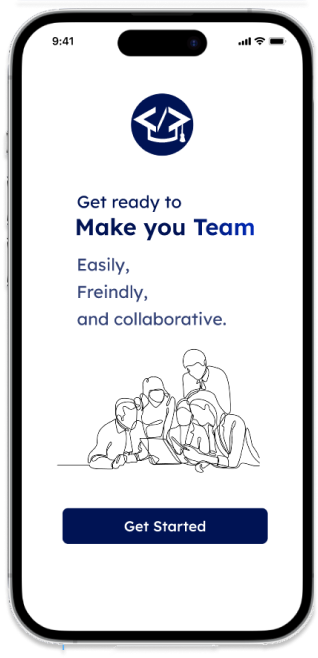 9:41
</>
Get ready to
Make you Team
Easily,
Freindly,
and collaborative.
Get Started